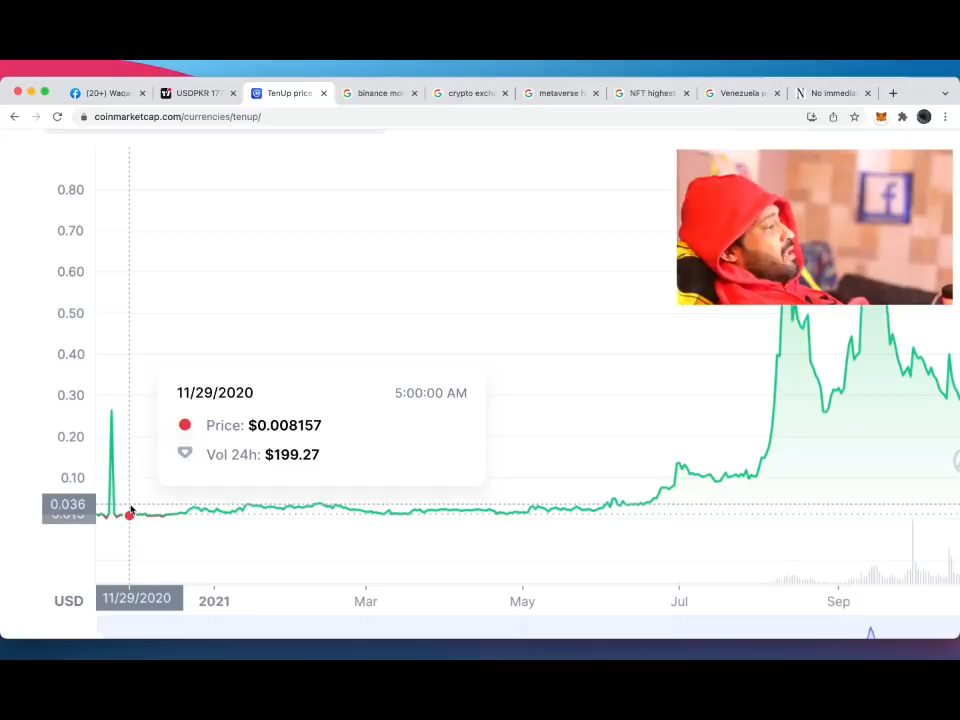 (20+) Waqa
USDPKR 177
TenUp price
binance mo
crypto exch
metaverse h
NFT highest
Venezuela p
No immedia
coinmarketcap.com/currencies/tenup/
f
0.80
0.70
0.60
0.50
0.40
0.30
0.20
0.10
0.036
11/29/2020 5:00:00 AM
Price: $0.008157
Vol 24h: $199.27
USD
11/29/2020
2021
Mar
May
Jul
Sep